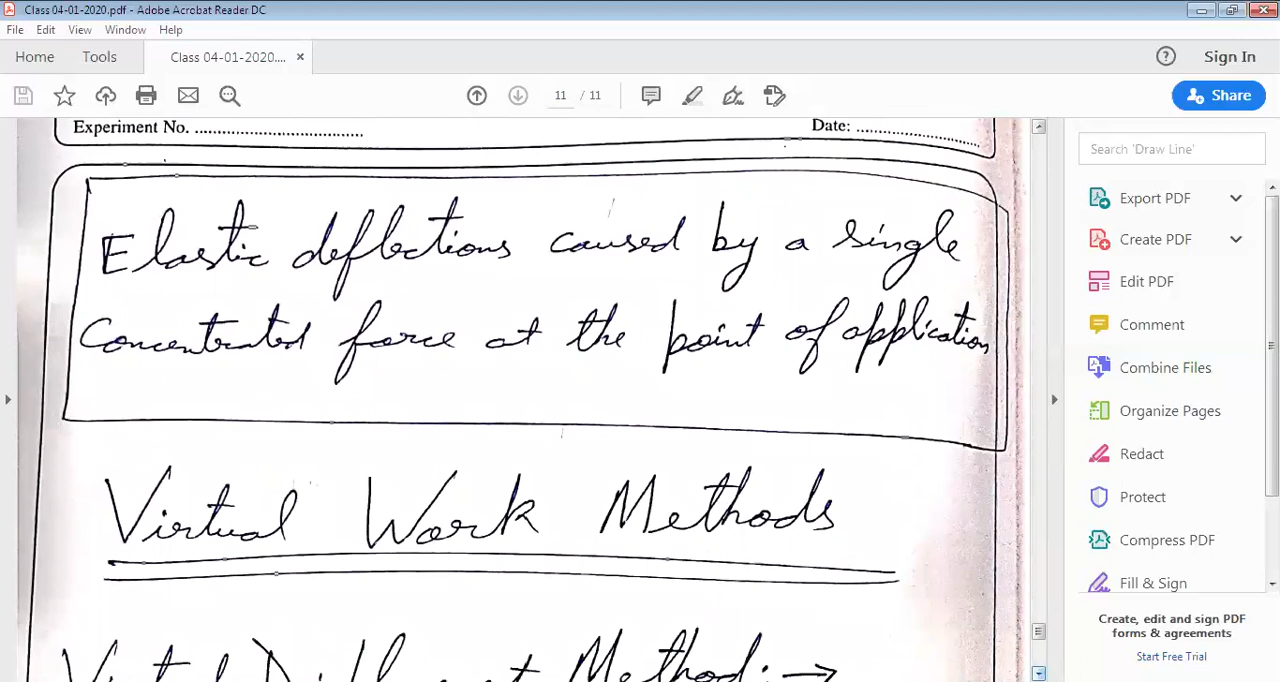 Class 04-01-2020.pdf - Adobe Acrobat Reader DC
File Edit View Window Help
Home Tools Class 04-01-2020.... × Sign In
11 / 11 Share
Experiment No. ................................................ Date: ....................................
Elastic deflections caused by a single
Concentrated force at the point of application
Virtual Work Methods
Method: →
Search 'Draw Line'
Export PDF
Create PDF
Edit PDF
Comment
Combine Files
Organize Pages
Redact
Protect
Compress PDF
Fill & Sign
Create, edit and sign PDF
forms & agreements
Start Free Trial